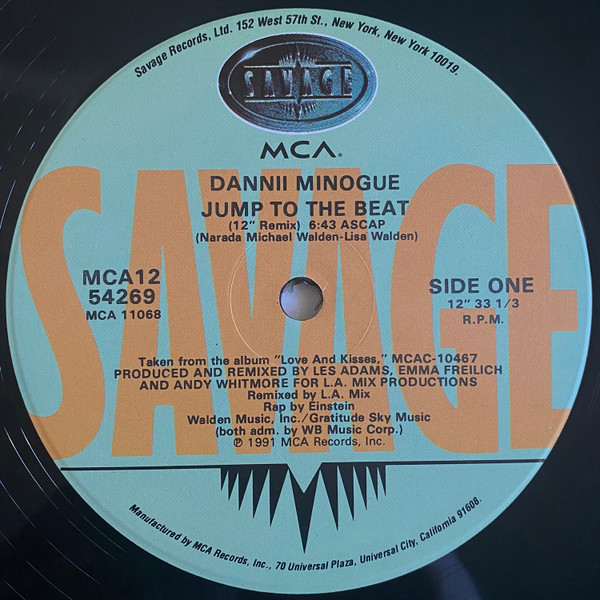 Savage Records, Ltd. 152 West 57th St., New York, New York 10019.
SAVAGE
MCA®
SAVAGE
DANNII MINOGUE
JUMP TO THE BEAT
(12" Remix) 6:43 ASCAP
(Narada Michael Walden-Lisa Walden)
MCA12
54269
MCA 11068
SIDE ONE
12" 33 1/3
R.P.M.
Taken from the album "Love And Kisses," MCAC-10467
PRODUCED AND REMIXED BY LES ADAMS, EMMA FREILICH
AND ANDY WHITMORE FOR L.A. MIX PRODUCTIONS
Remixed by L.A. Mix
Rap by Einstein
Walden Music, Inc./Gratitude Sky Music
(both adm. by WB Music Corp.)
℗ 1991 MCA Records, Inc.
Manufactured by MCA Records, Inc., 70 Universal Plaza, Universal City, California 91608.